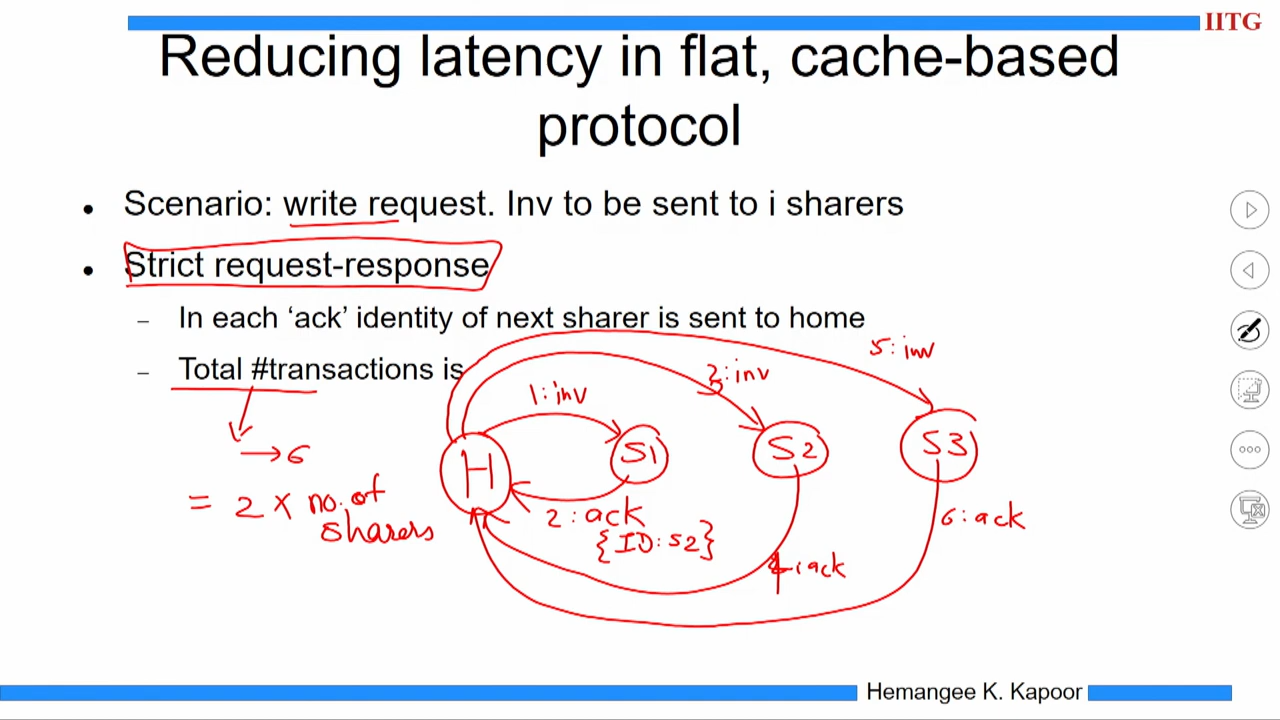 IITG
Reducing latency in flat, cache-based
protocol
• Scenario: write request. Inv to be sent to i sharers
• Strict request-response
– In each ‘ack’ identity of next sharer is sent to home
– Total #transactions is
5:inv
3:inv
1:inv
H
S1
S2
S3
→6
= 2 × no. of
sharers
2:ack
{ID:S2}
4:ack
6:ack
Hemangee K. Kapoor